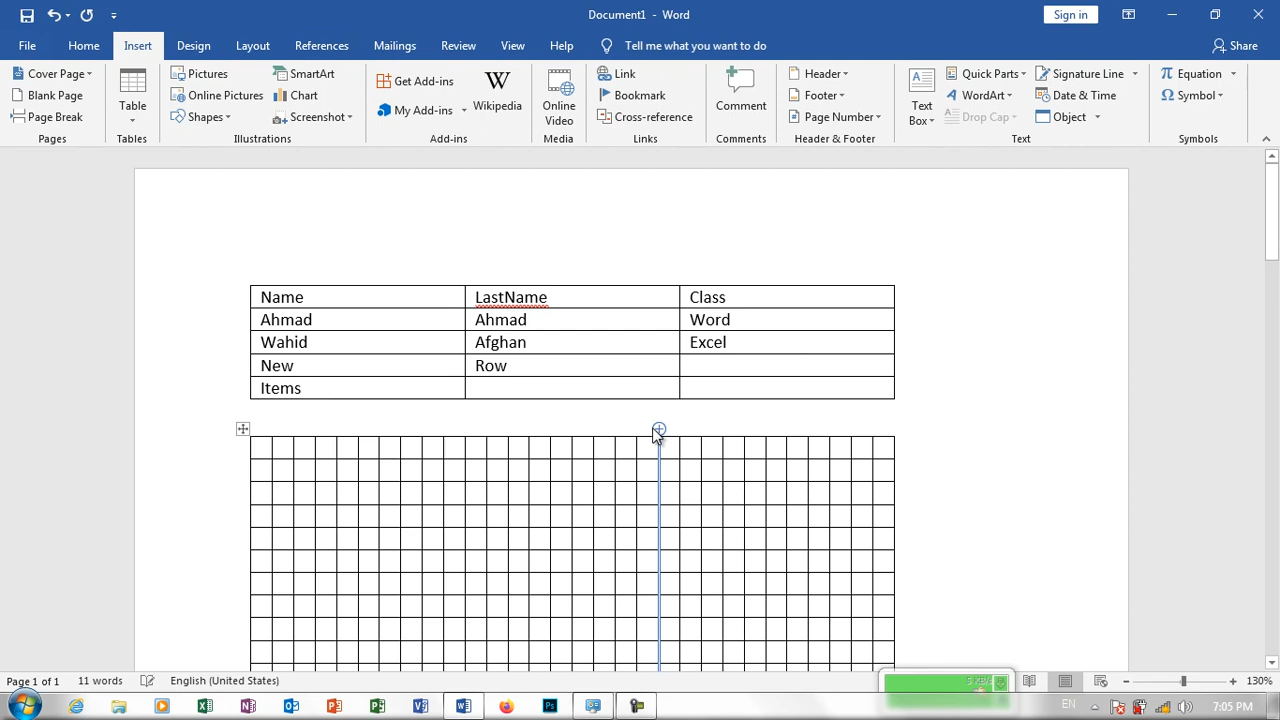 Document1 - Word
Sign in
File Home Insert Design Layout References Mailings Review View Help Tell me what you want to do Share
Cover Page
Blank Page
Page Break
Pages
Table
Tables
Pictures
Online Pictures
Shapes
SmartArt
Chart
Screenshot
Illustrations
Get Add-ins
My Add-ins
Wikipedia
Add-ins
Online
Video
Media
Link
Bookmark
Cross-reference
Links
Comment
Comments
Header
Footer
Page Number
Header & Footer
Text
Box
Quick Parts
WordArt
Drop Cap
Signature Line
Date & Time
Object
Text
Equation
Symbol
Symbols
Name LastName Class
Ahmad Ahmad Word
Wahid Afghan Excel
New Row
Items
Page 1 of 1 11 words English (United States) 130%
EN 7:05 PM